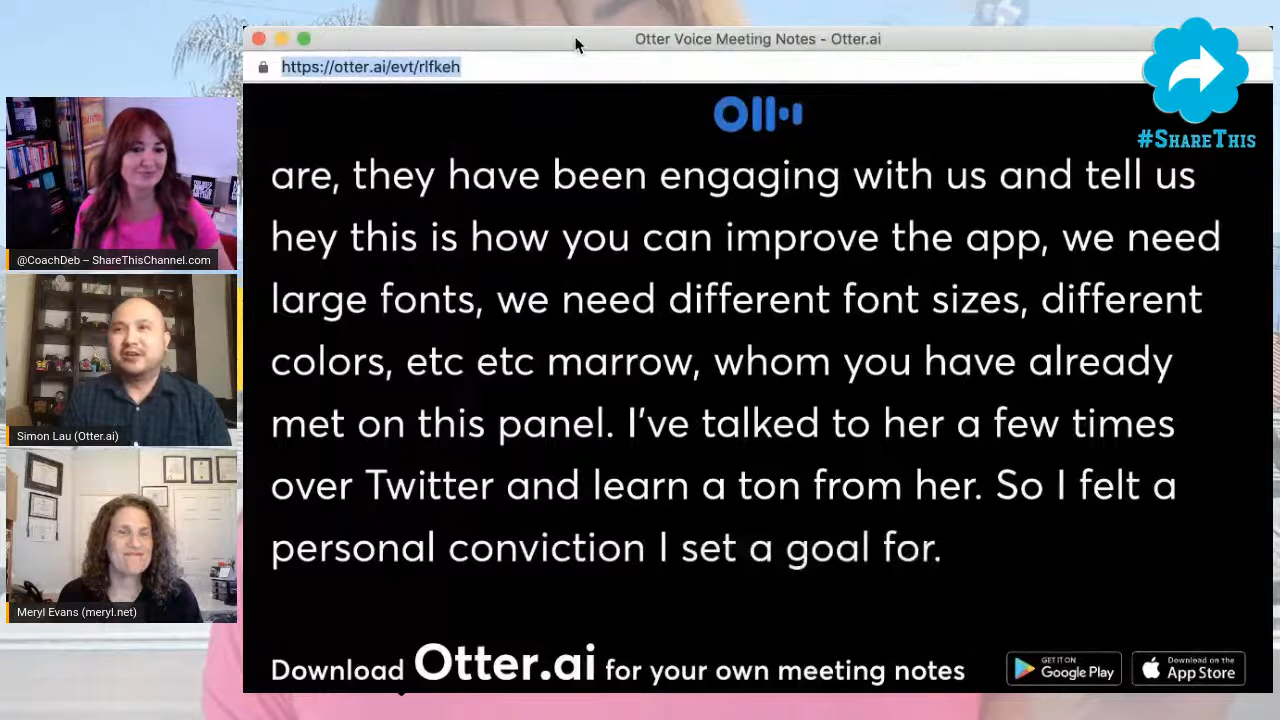 Otter Voice Meeting Notes - Otter.ai
https://otter.ai/evt/rlfkeh
#ShareThis
are, they have been engaging with us and tell us
hey this is how you can improve the app, we need
large fonts, we need different font sizes, different
colors, etc etc marrow, whom you have already
met on this panel. I've talked to her a few times
over Twitter and learn a ton from her. So I felt a
personal conviction I set a goal for.
Download Otter.ai for your own meeting notes
GET IT ON
Google Play
Download on the
App Store
@CoachDeb – ShareThisChannel.com
Simon Lau (Otter.ai)
Meryl Evans (meryl.net)